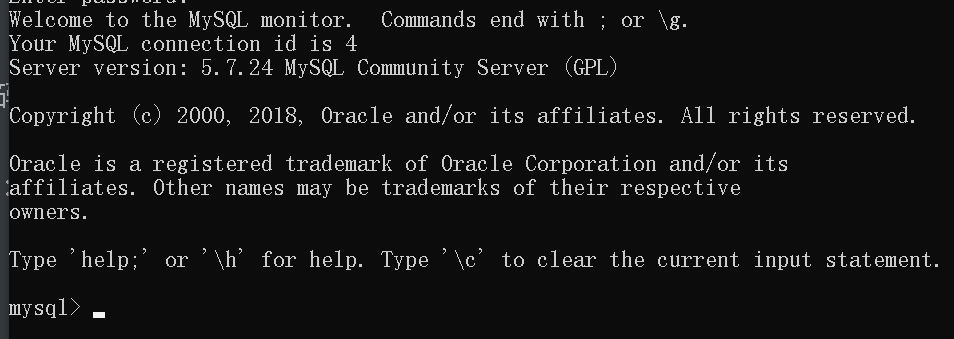 Enter password:
Welcome to the MySQL monitor.  Commands end with ; or \g.
Your MySQL connection id is 4
Server version: 5.7.24 MySQL Community Server (GPL)
Copyright (c) 2000, 2018, Oracle and/or its affiliates. All rights reserved.
Oracle is a registered trademark of Oracle Corporation and/or its
affiliates. Other names may be trademarks of their respective
owners.
Type 'help;' or '\h' for help. Type '\c' to clear the current input statement.
mysql>